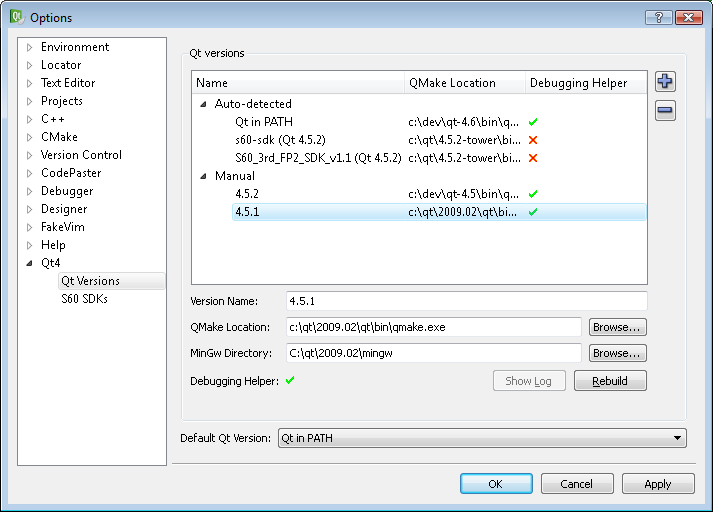 Options
Environment
Locator
Text Editor
Projects
C++
CMake
Version Control
CodePaster
Debugger
Designer
FakeVim
Help
Qt4
Qt Versions
S60 SDKs
Qt versions
Name QMake Location Debugging Helper
Auto-detected
Qt in PATH c:\dev\qt-4.6\bin\q...
s60-sdk (Qt 4.5.2) c:\qt\4.5.2-tower\bi...
S60_3rd_FP2_SDK_v1.1 (Qt 4.5.2) c:\qt\4.5.2-tower\bi...
Manual
4.5.2 c:\dev\qt-4.5\bin\q...
4.5.1 c:\qt\2009.02\qt\bi...
Version Name: 4.5.1
QMake Location: c:\qt\2009.02\qt\bin\qmake.exe Browse...
MinGw Directory: C:\qt\2009.02\mingw Browse...
Debugging Helper: Show Log Rebuild
Default Qt Version: Qt in PATH
OK Cancel Apply